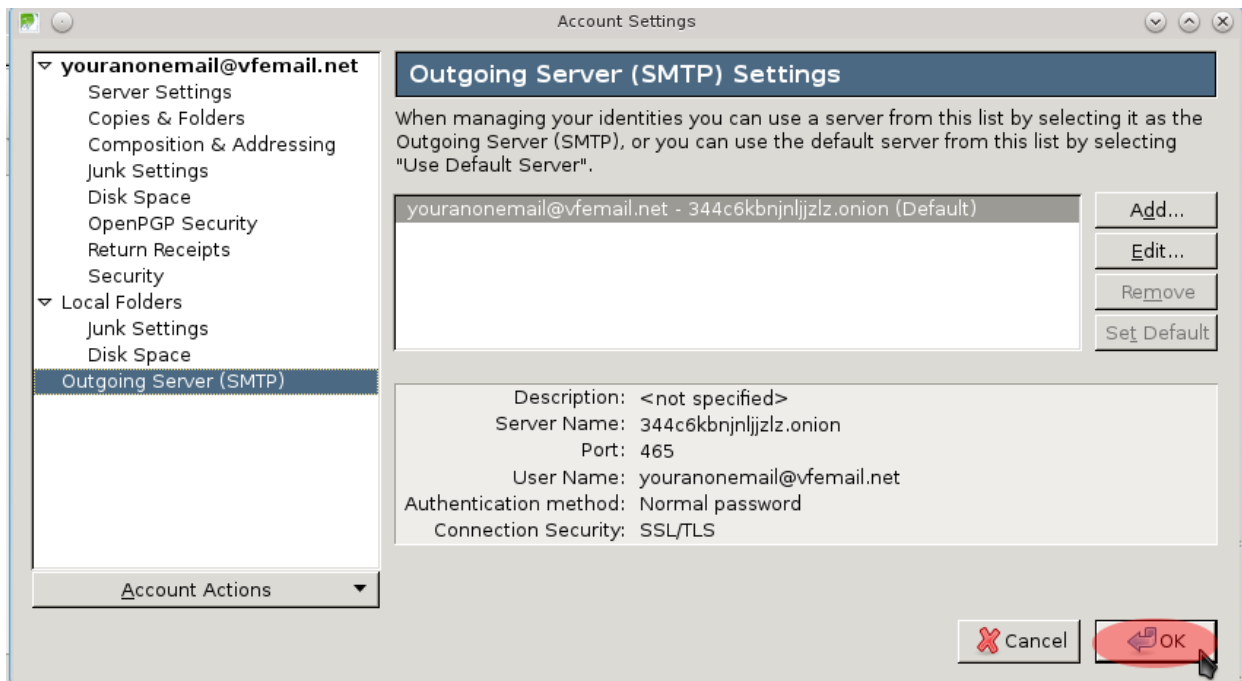 Account Settings
youranonemail@vfemail.net
Server Settings
Copies & Folders
Composition & Addressing
Junk Settings
Disk Space
OpenPGP Security
Return Receipts
Security
Local Folders
Junk Settings
Disk Space
Outgoing Server (SMTP)
Account Actions
Outgoing Server (SMTP) Settings
When managing your identities you can use a server from this list by selecting it as the
Outgoing Server (SMTP), or you can use the default server from this list by selecting
"Use Default Server".
youranonemail@vfemail.net - 344c6kbnjnljjzlz.onion (Default)
Add...
Edit...
Remove
Set Default
Description: <not specified>
Server Name: 344c6kbnjnljjzlz.onion
Port: 465
User Name: youranonemail@vfemail.net
Authentication method: Normal password
Connection Security: SSL/TLS
Cancel
OK